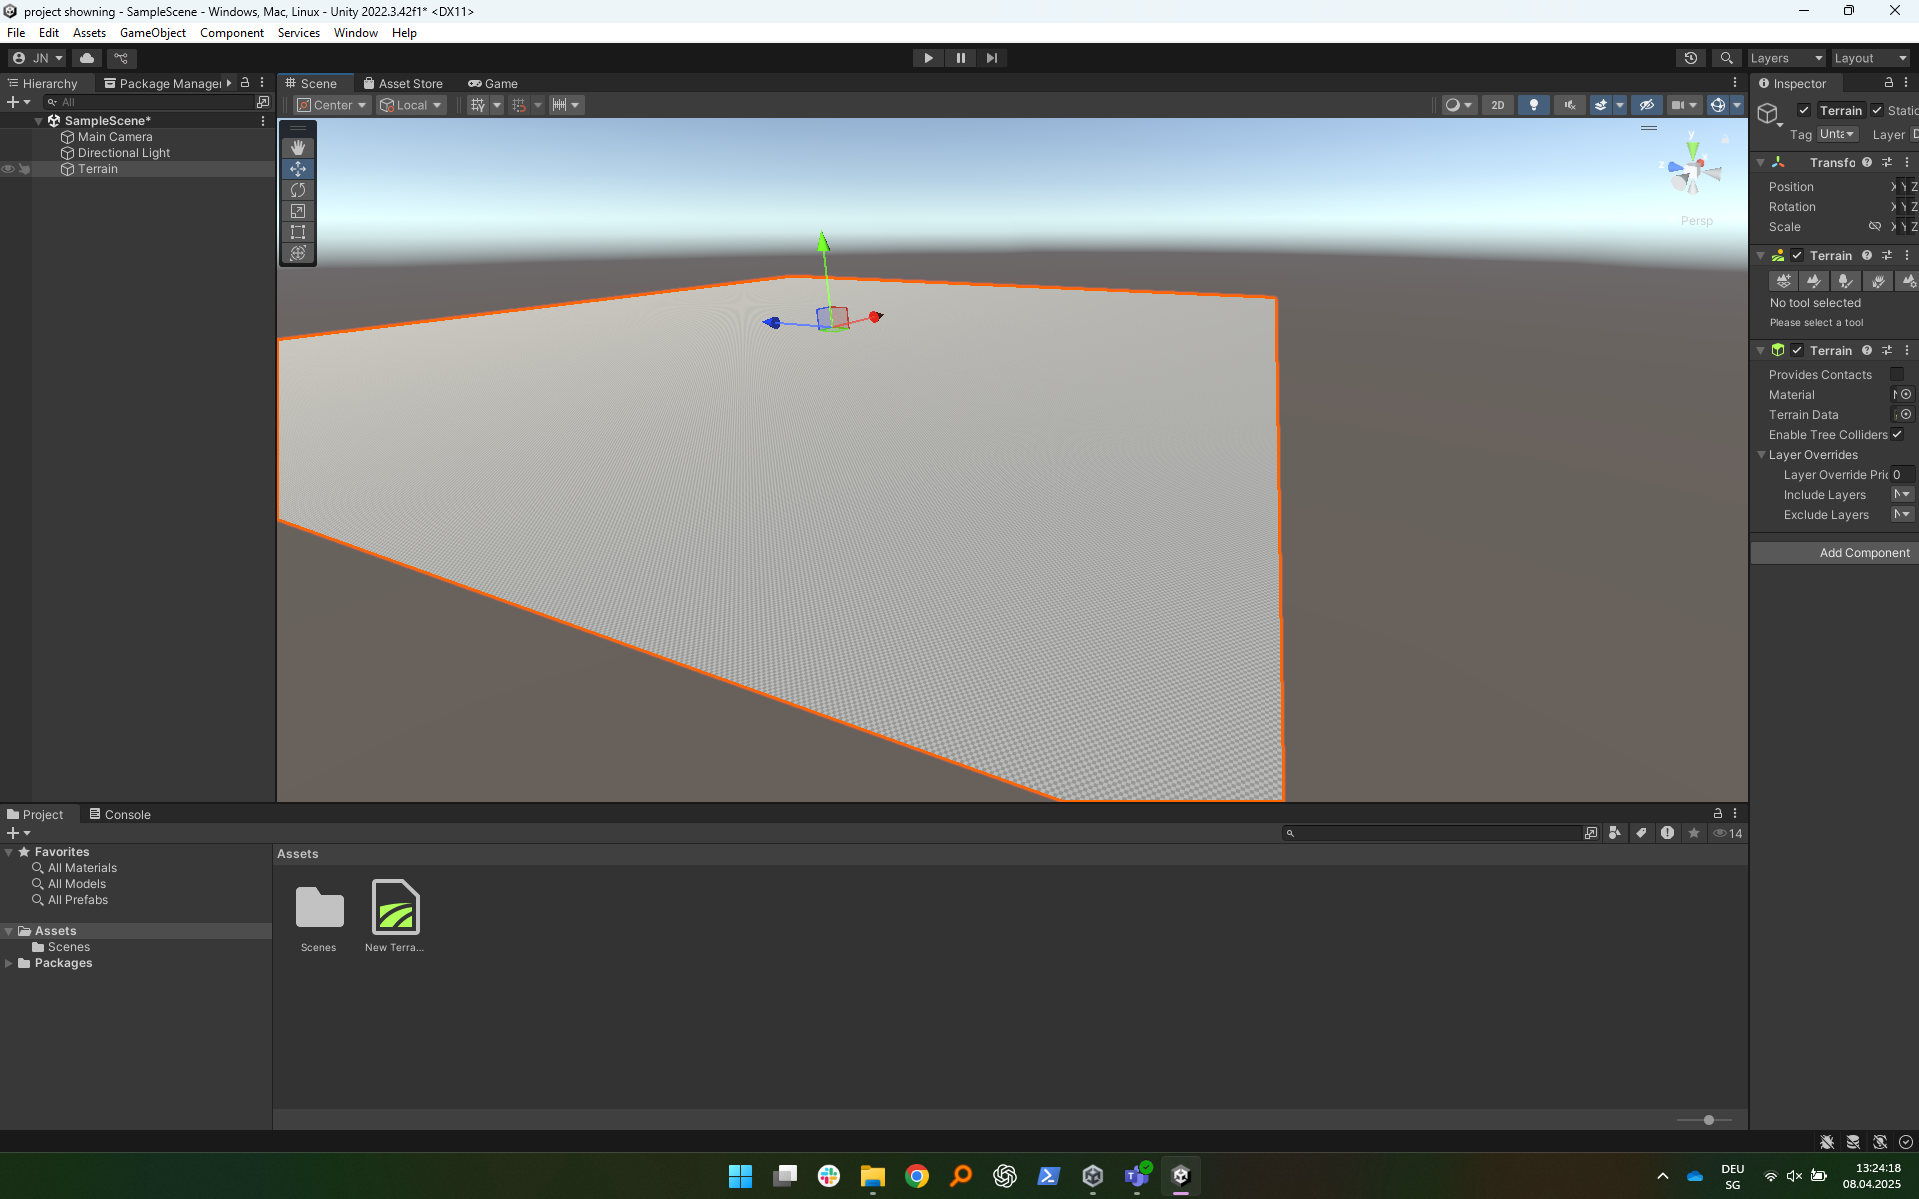 project showning - SampleScene - Windows, Mac, Linux - Unity 2022.3.42f1* <DX11>
File Edit Assets GameObject Component Services Window Help
JN
Layers
Layout
Hierarchy
Package Manager
Scene
Asset Store
Game
Inspector
All
Center
Local
2D
SampleScene*
Main Camera
Directional Light
Terrain
y
z
Persp
Terrain
Static
Tag
Layer
Transfo
Position X Y Z
Rotation X Y Z
Scale X Y Z
Terrain
No tool selected
Please select a tool
Terrain
Provides Contacts
Material
Terrain Data
Enable Tree Colliders
Layer Overrides
Layer Override Pri 0
Include Layers
Exclude Layers
Add Component
Project
Console
14
Favorites
All Materials
All Models
All Prefabs
Assets
Scenes
Packages
Assets
Scenes
New Terra...
DEU
SG
13:24:18
08.04.2025